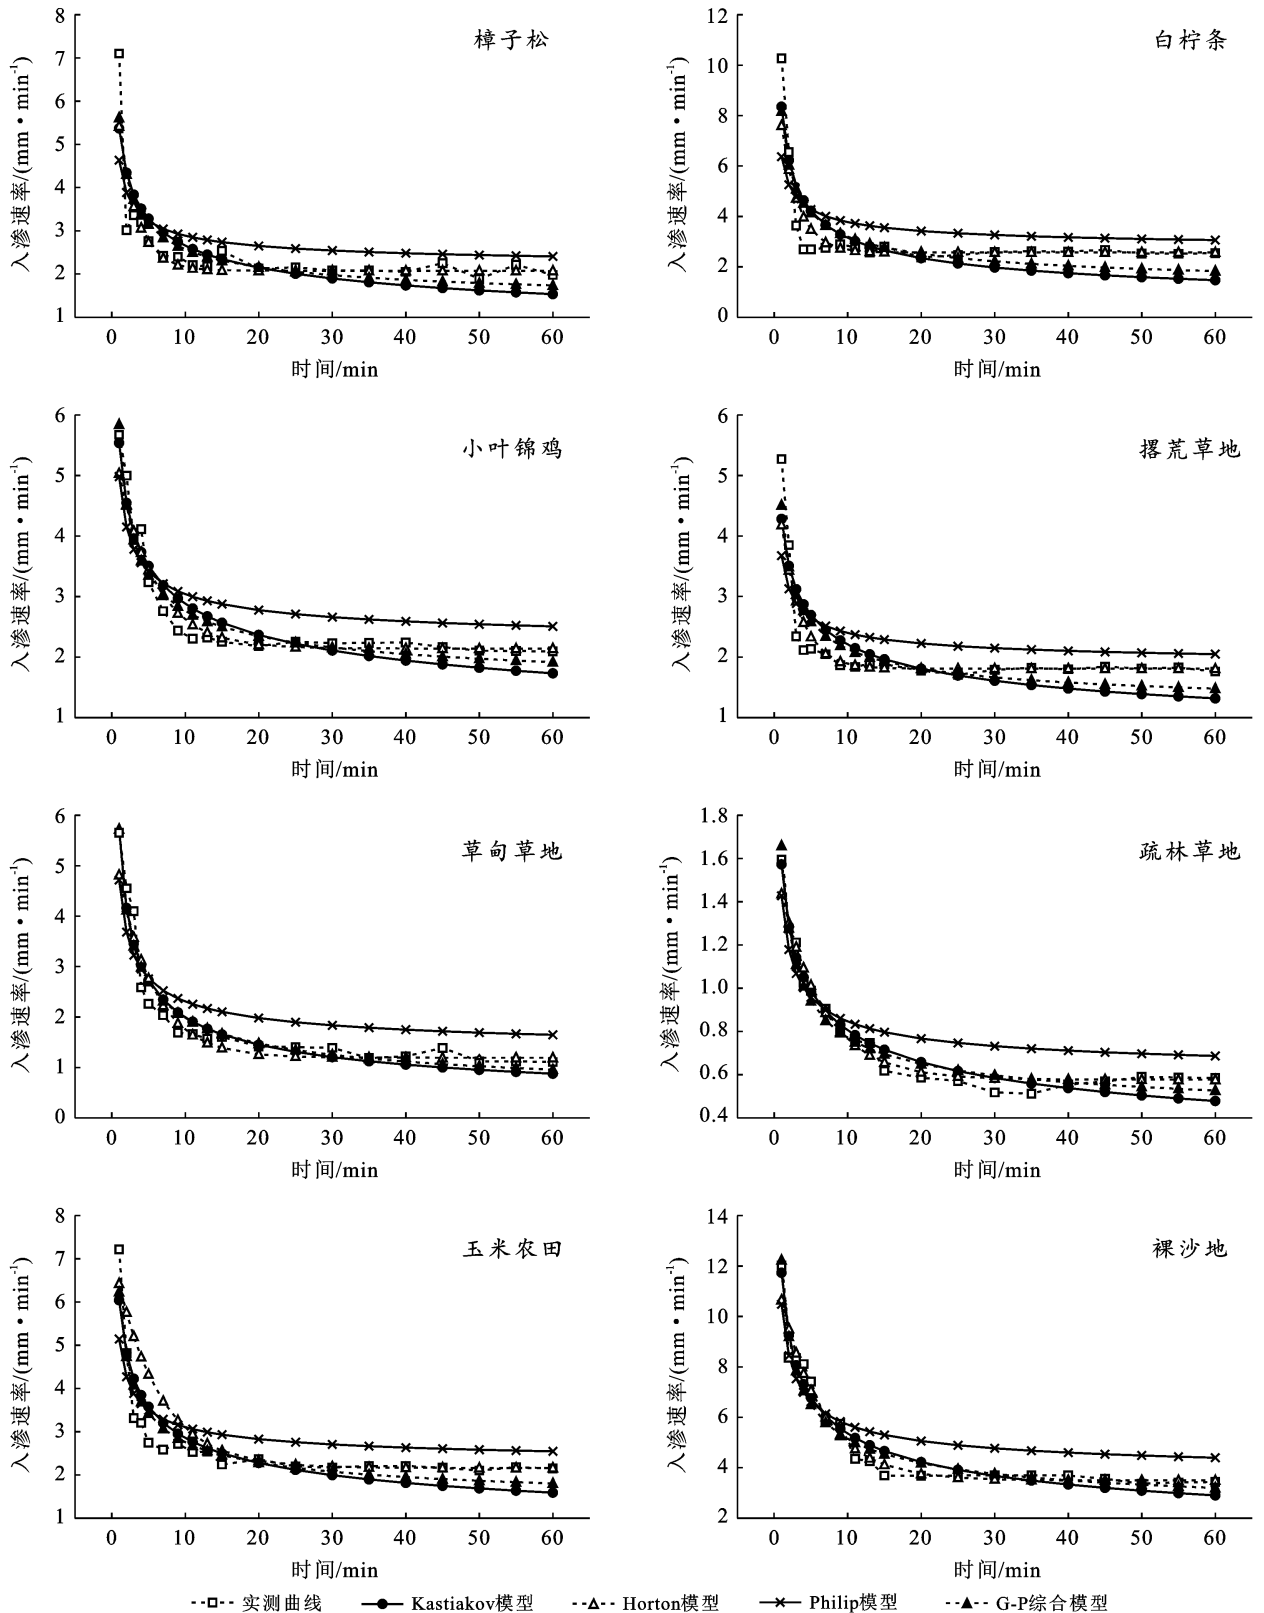 樟子松
入渗速率/(mm·min-1)
8
7
6
5
4
3
2
1
0 10 20 30 40 50 60
时间/min
白柠条
入渗速率/(mm·min-1)
12
10
8
6
4
2
0
0 10 20 30 40 50 60
时间/min
小叶锦鸡
入渗速率/(mm·min-1)
6
5
4
3
2
1
0 10 20 30 40 50 60
时间/min
撂荒草地
入渗速率/(mm·min-1)
6
5
4
3
2
1
0 10 20 30 40 50 60
时间/min
草甸草地
入渗速率/(mm·min-1)
6
5
4
3
2
1
0
0 10 20 30 40 50 60
时间/min
疏林草地
入渗速率/(mm·min-1)
1.8
1.6
1.4
1.2
1.0
0.8
0.6
0.4
0 10 20 30 40 50 60
时间/min
玉米农田
入渗速率/(mm·min-1)
8
7
6
5
4
3
2
1
0 10 20 30 40 50 60
时间/min
裸沙地
入渗速率/(mm·min-1)
14
12
10
8
6
4
2
0 10 20 30 40 50 60
时间/min
实测曲线 Kastiakov模型 Horton模型 Philip模型 G-P综合模型